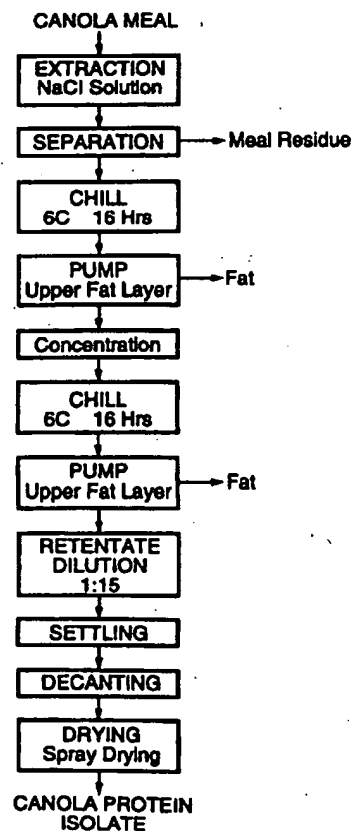 CANOLA MEAL
EXTRACTION
NaCl Solution
SEPARATION
Meal Residue
CHILL
6C 16 Hrs
PUMP
Upper Fat Layer
Fat
Concentration
CHILL
6C 16 Hrs
PUMP
Upper Fat Layer
Fat
RETENTATE
DILUTION
1:15
SETTLING
DECANTING
DRYING
Spray Drying
CANOLA PROTEIN
ISOLATE